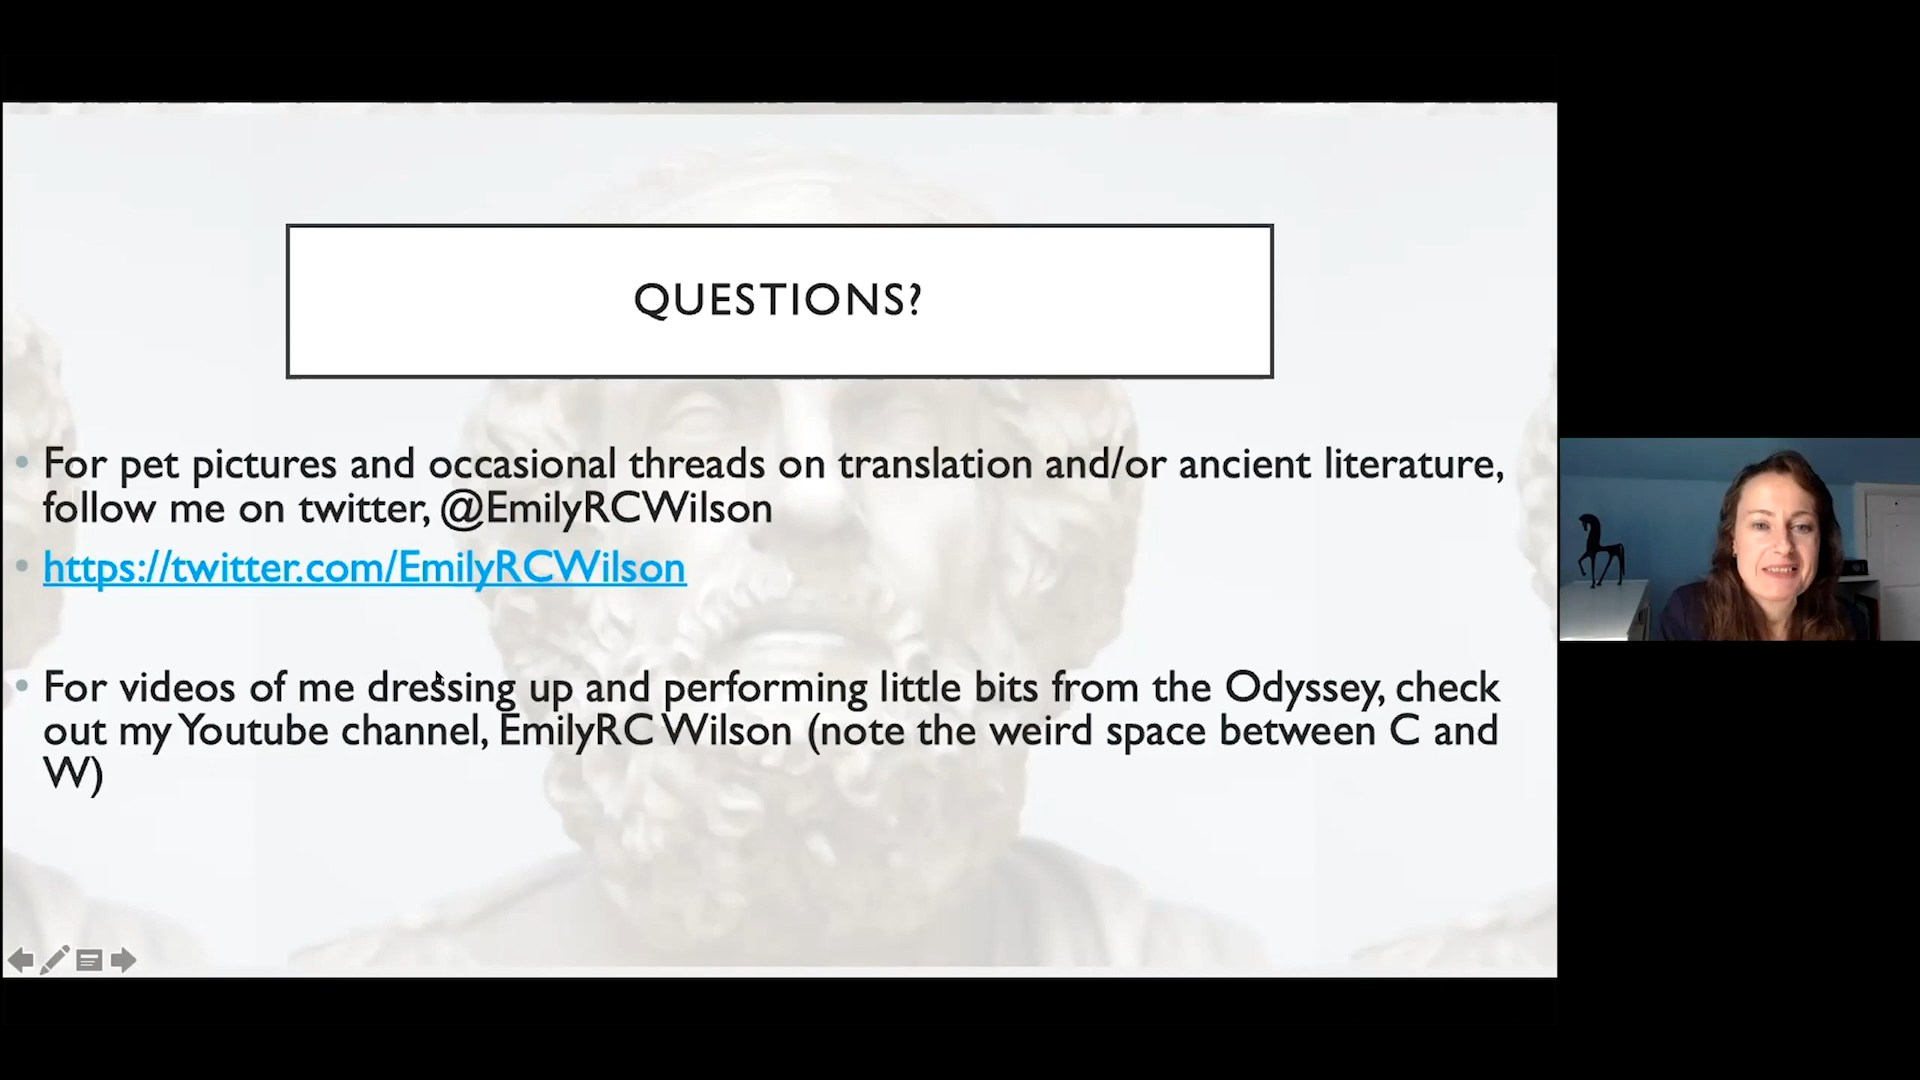 QUESTIONS?
For pet pictures and occasional threads on translation and/or ancient literature,
follow me on twitter, @EmilyRCWilson
https://twitter.com/EmilyRCWilson
For videos of me dressing up and performing little bits from the Odyssey, check
out my Youtube channel, EmilyRC Wilson (note the weird space between C and
W)